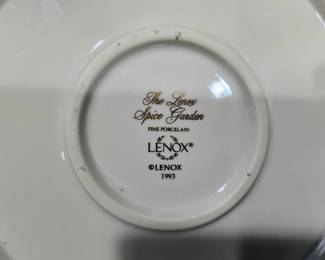 The Lenox
Spice Garden
FINE PORCELAIN
LENOX®
©LENOX
1993